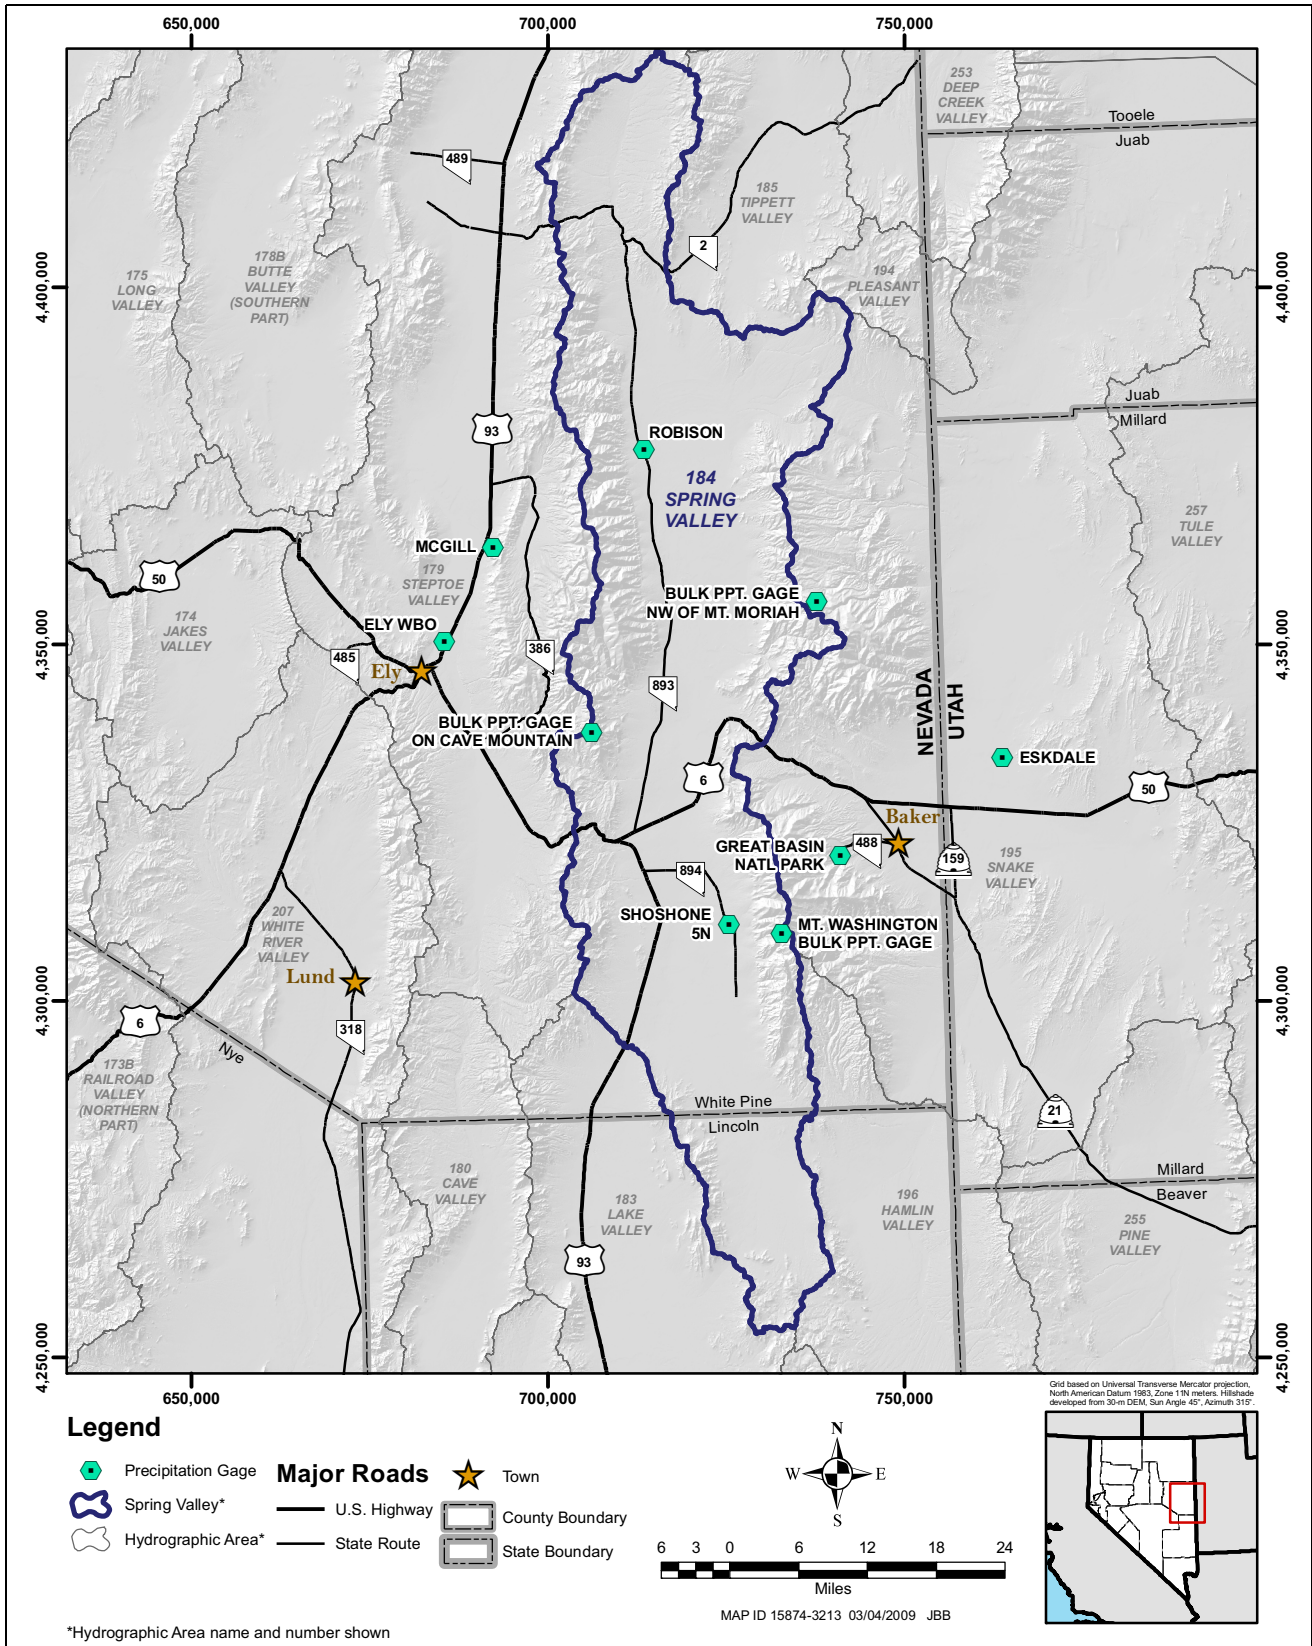 650,000
700,000
750,000
253
DEEP
CREEK
VALLEY
Tooele
Juab
489
185
TIPPETT
VALLEY
2
178B
BUTTE
VALLEY
(SOUTHERN
PART)
175
LONG
VALLEY
194
PLEASANT
VALLEY
4,400,000
4,400,000
Juab
Millard
93
ROBISON
184
SPRING
VALLEY
257
TULE
VALLEY
MCGILL
50
179
STEPTOE
VALLEY
BULK PPT. GAGE
NW OF MT. MORIAH
174
JAKES
VALLEY
ELY WBO
4,350,000
4,350,000
485
386
Ely
893
NEVADA
UTAH
BULK PPT. GAGE
ON CAVE MOUNTAIN
ESKDALE
6
50
Baker
GREAT BASIN
NATL PARK
488
159
195
SNAKE
VALLEY
894
SHOSHONE
5N
MT. WASHINGTON
BULK PPT. GAGE
207
WHITE
RIVER
VALLEY
Lund
4,300,000
4,300,000
6
318
Nye
173B
RAILROAD
VALLEY
(NORTHERN
PART)
White Pine
Lincoln
21
180
CAVE
VALLEY
183
LAKE
VALLEY
196
HAMLIN
VALLEY
Millard
Beaver
255
PINE
VALLEY
93
4,250,000
4,250,000
650,000
700,000
750,000
Grid based on Universal Transverse Mercator projection,
North American Datum 1983, Zone 11N meters. Hillshade
developed from 30-m DEM, Sun Angle 45°, Azimuth 315°.
Legend
Precipitation Gage
Spring Valley*
Hydrographic Area*
Major Roads
U.S. Highway
State Route
Town
County Boundary
State Boundary
N
W
E
S
6 3 0 6 12 18 24
Miles
MAP ID 15874-3213 03/04/2009 JBB
*Hydrographic Area name and number shown